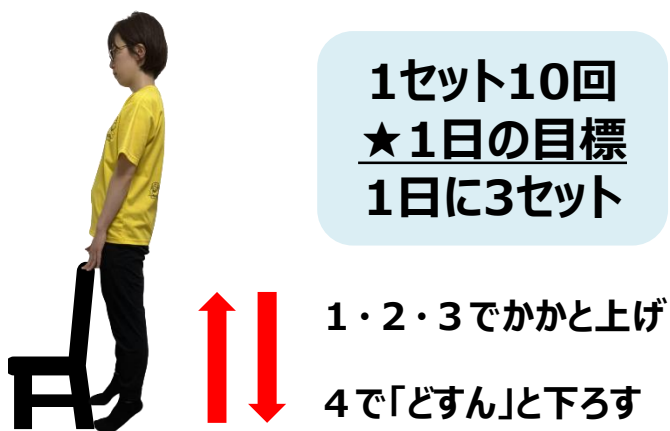 1セット10回
★1日の目標
1日に3セット
1・2・3でかかと上げ
4で「どすん」と下ろす